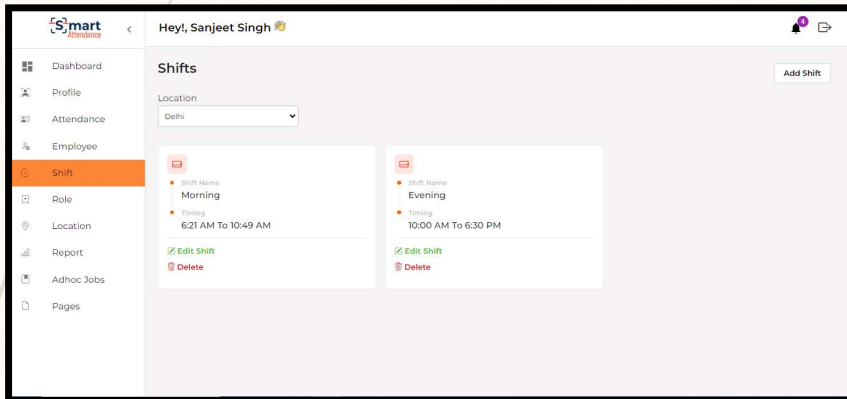 Smart
Attendance
Hey!, Sanjeet Singh
4
Dashboard
Profile
Attendance
Employee
Shift
Role
Location
Report
Adhoc Jobs
Pages
Shifts
Add Shift
Location
Delhi
Shift Name
Morning
Timing
6:21 AM To 10:49 AM
Edit Shift
Delete
Shift Name
Evening
Timing
10:00 AM To 6:30 PM
Edit Shift
Delete